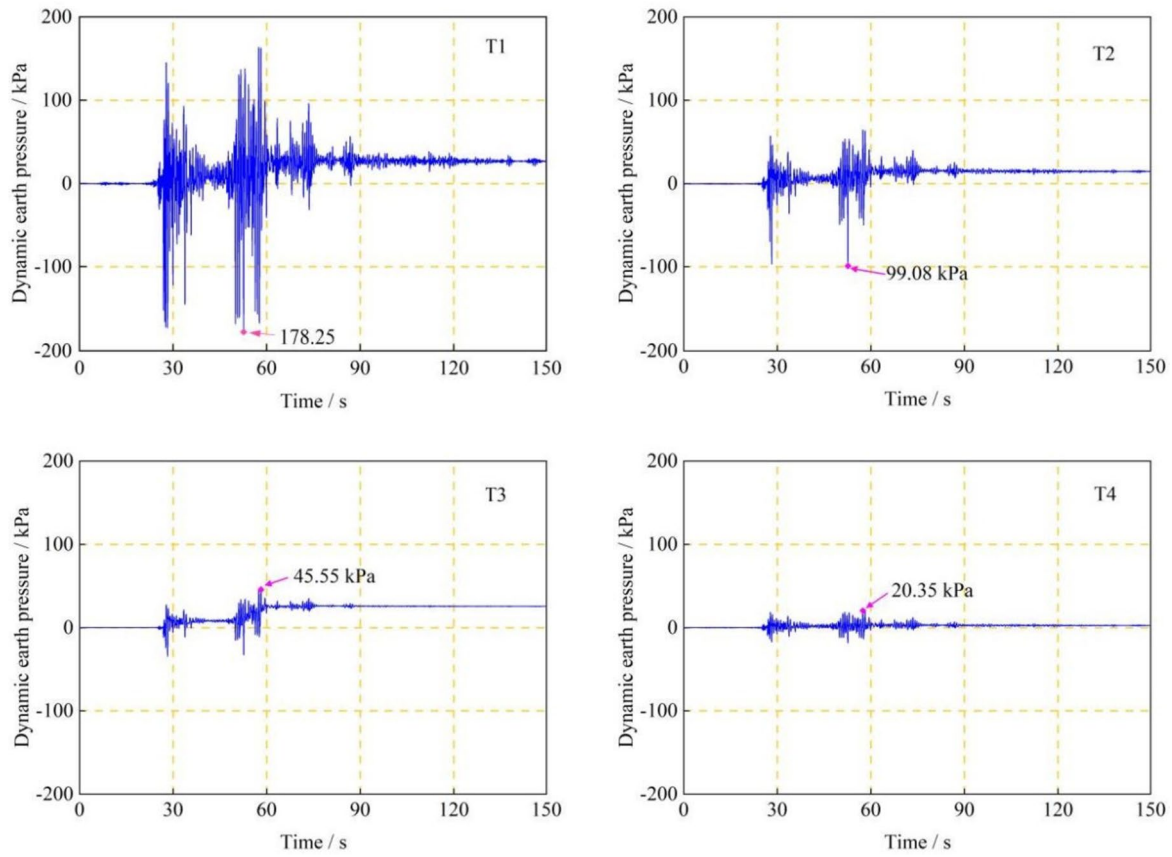 200
100
0
-100
-200
Dynamic earth pressure / kPa
T1
178.25
0 30 60 90 120 150
Time / s
200
100
0
-100
-200
Dynamic earth pressure / kPa
T2
99.08 kPa
0 30 60 90 120 150
Time / s
200
100
0
-100
-200
Dynamic earth pressure / kPa
T3
45.55 kPa
0 30 60 90 120 150
Time / s
200
100
0
-100
-200
Dynamic earth pressure / kPa
T4
20.35 kPa
0 30 60 90 120 150
Time / s